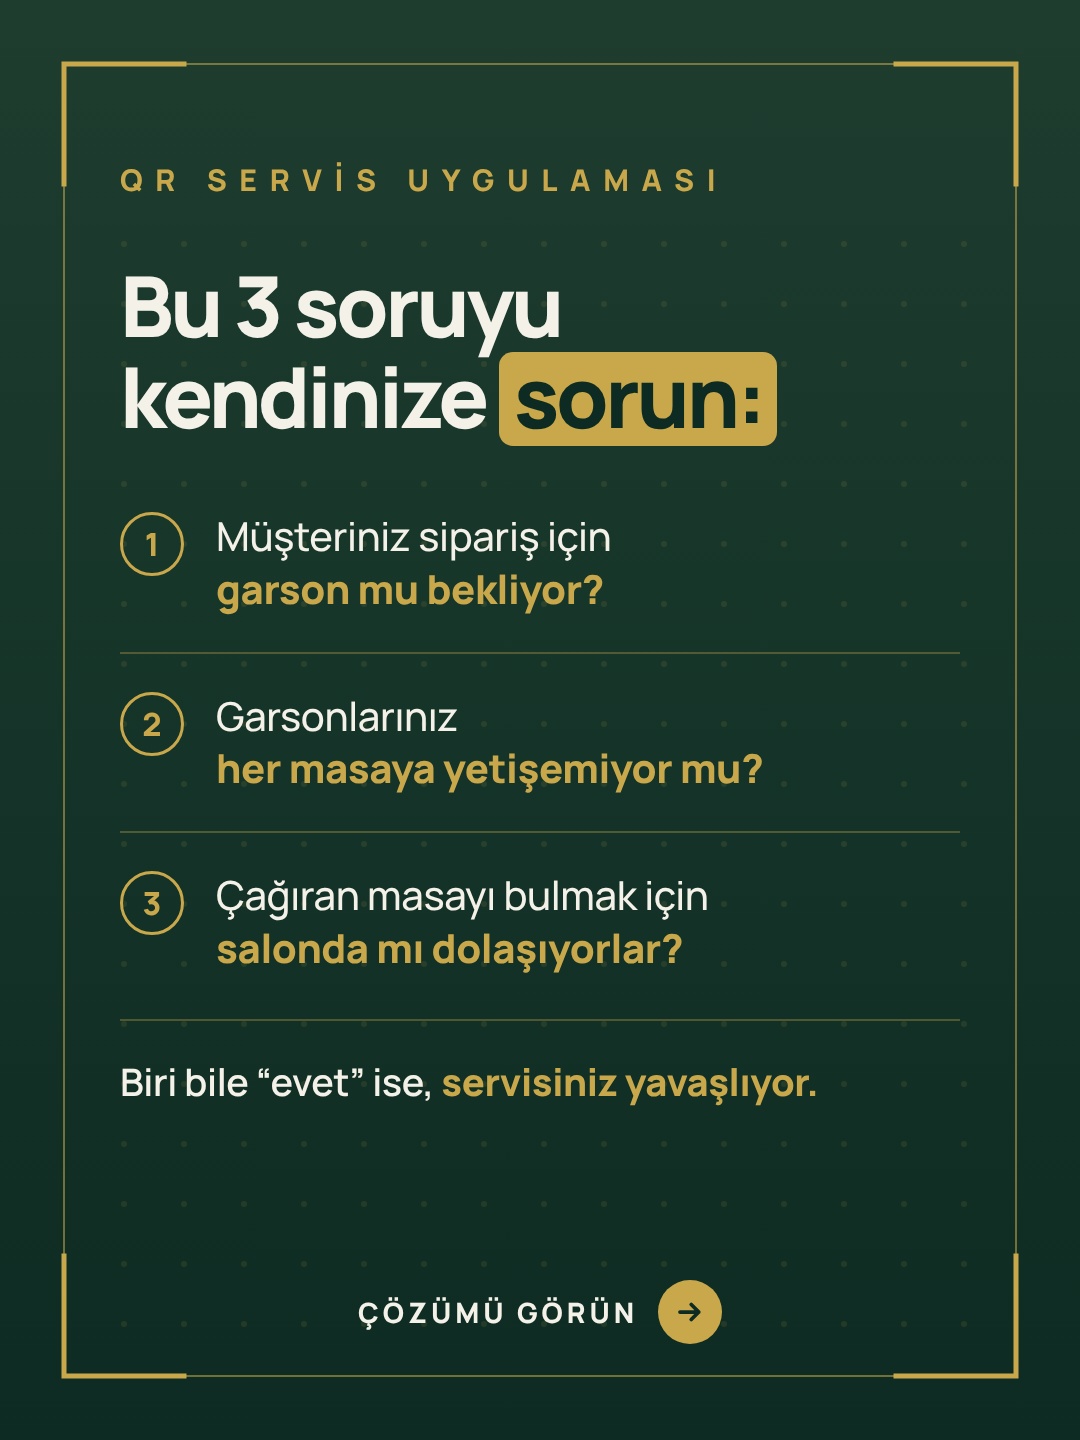 QR SERVİS UYGULAMASI
Bu 3 soruyu
kendinize sorun:
1 Müşteriniz sipariş için
garson mu bekliyor?
2 Garsonlarınız
her masaya yetişemiyor mu?
3 Çağıran masayı bulmak için
salonda mı dolaşıyorlar?
Biri bile “evet” ise, servisiniz yavaşlıyor.
ÇÖZÜMÜ GÖRÜN →